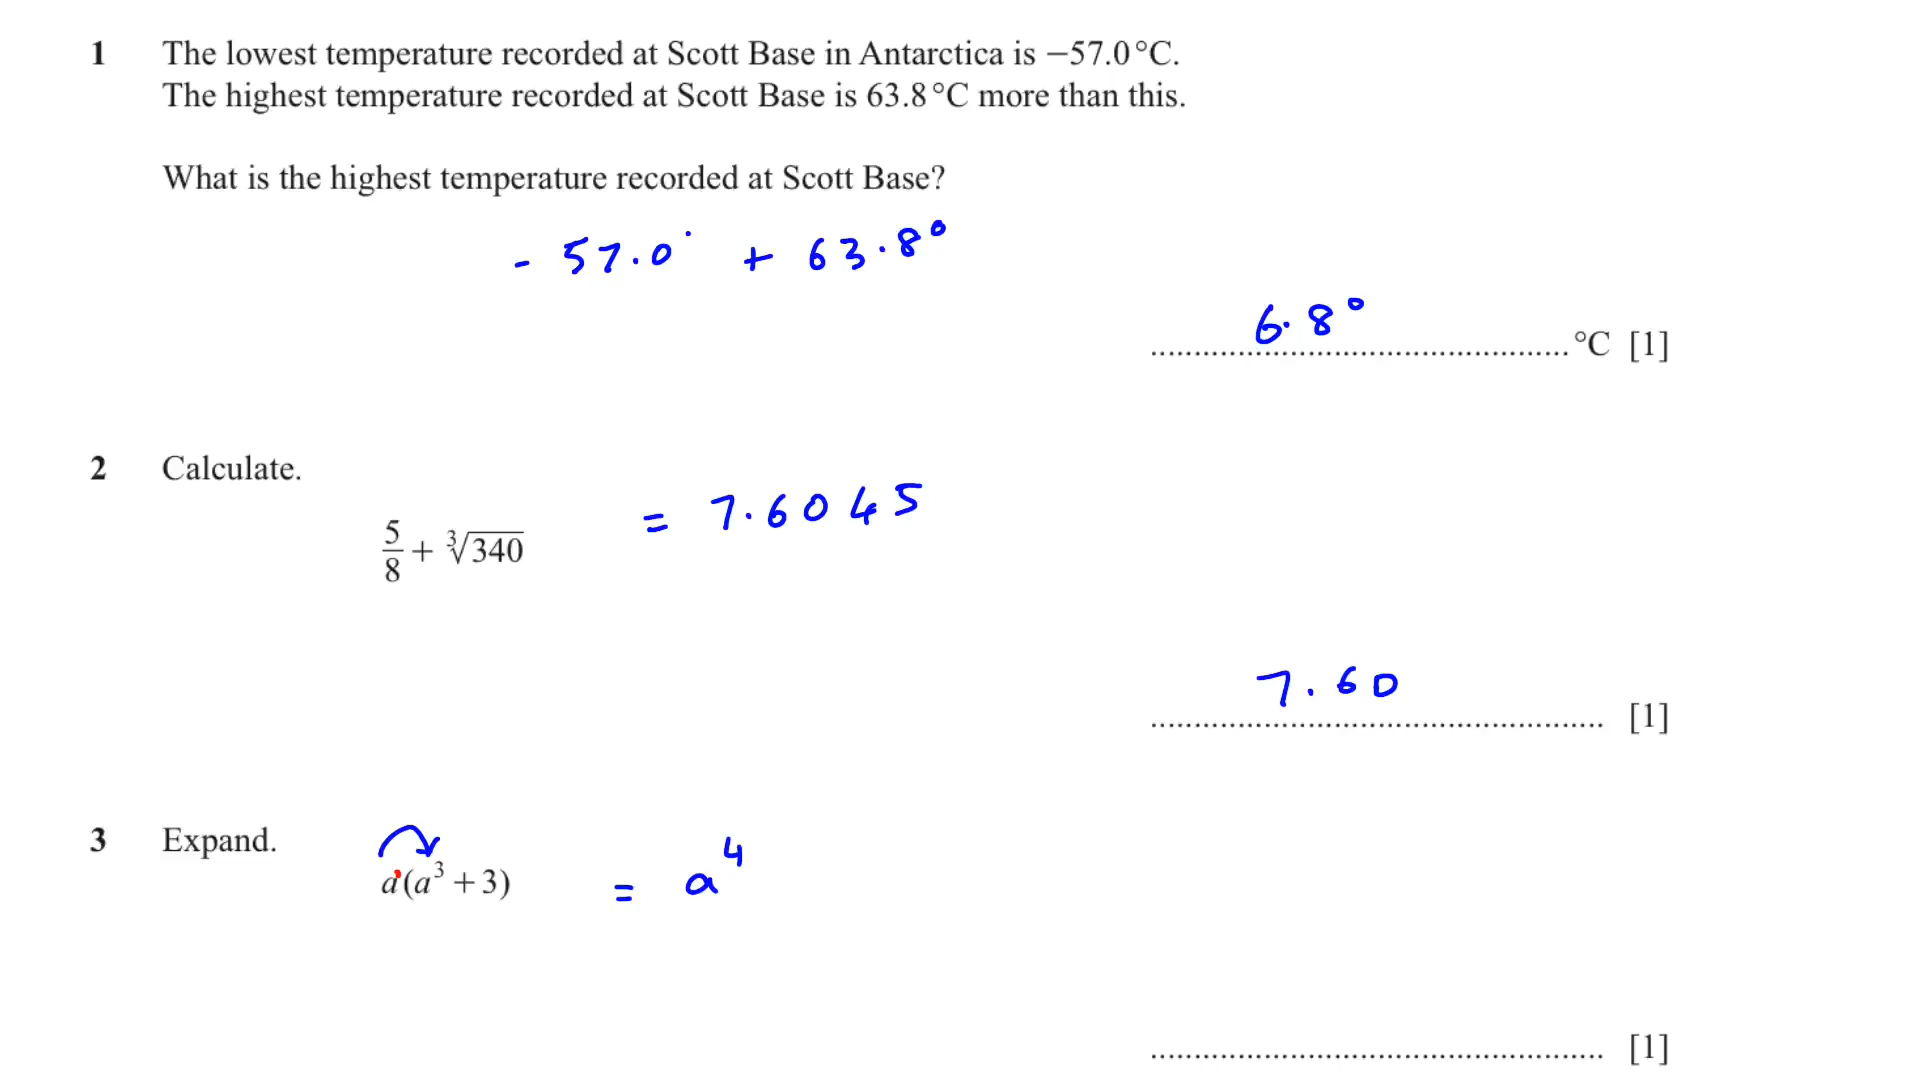 1 The lowest temperature recorded at Scott Base in Antarctica is −57.0 °C.
The highest temperature recorded at Scott Base is 63.8 °C more than this.
What is the highest temperature recorded at Scott Base?
- 57.0° + 63.8°
6.8°
.................................................. °C [1]
2 Calculate.
= 7.6045
5/8 + ∛340
7.60
.................................................. [1]
3 Expand.
a(a³ + 3) = a⁴
.................................................. [1]